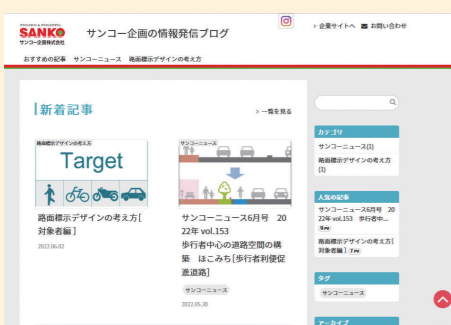 SANKO
サンコー企画株式会社
サンコー企画の情報発信ブログ
› 企業サイトへ お問い合わせ
おすすめの記事 サンコーニュース 路面標示デザインの考え方
新着記事
› 一覧を見る
路面標示デザインの考え方
Target
路面標示デザインの考え方[
対象者編 ]
2022.06.02
サンコーニュース
サンコーニュース6月号 20
22年 vol.153
歩行者中心の道路空間の構
築 ほこみち[歩行者利便促
進道路]
サンコーニュース
2022.05.30
カテゴリ
サンコーニュース(1)
路面標示デザインの考え方
(1)
人気の記事
サンコーニュース6月号 20
22年 vol.153 歩行者中...
路面標示デザインの考え方[
対象者編 ]
タグ
サンコーニュース
アーカイブ